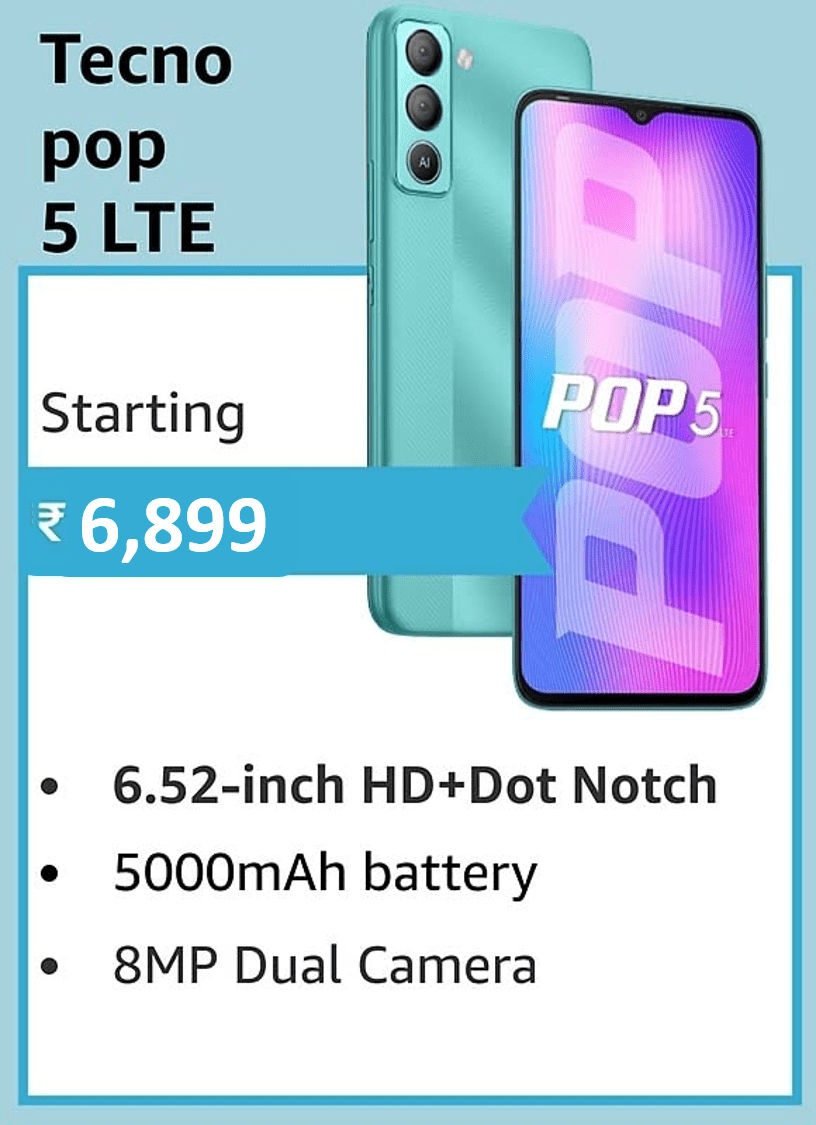 Tecno
pop
5 LTE
AI
POP
POP 5
LTE
Starting
₹ 6,899
• 6.52-inch HD+Dot Notch
• 5000mAh battery
• 8MP Dual Camera